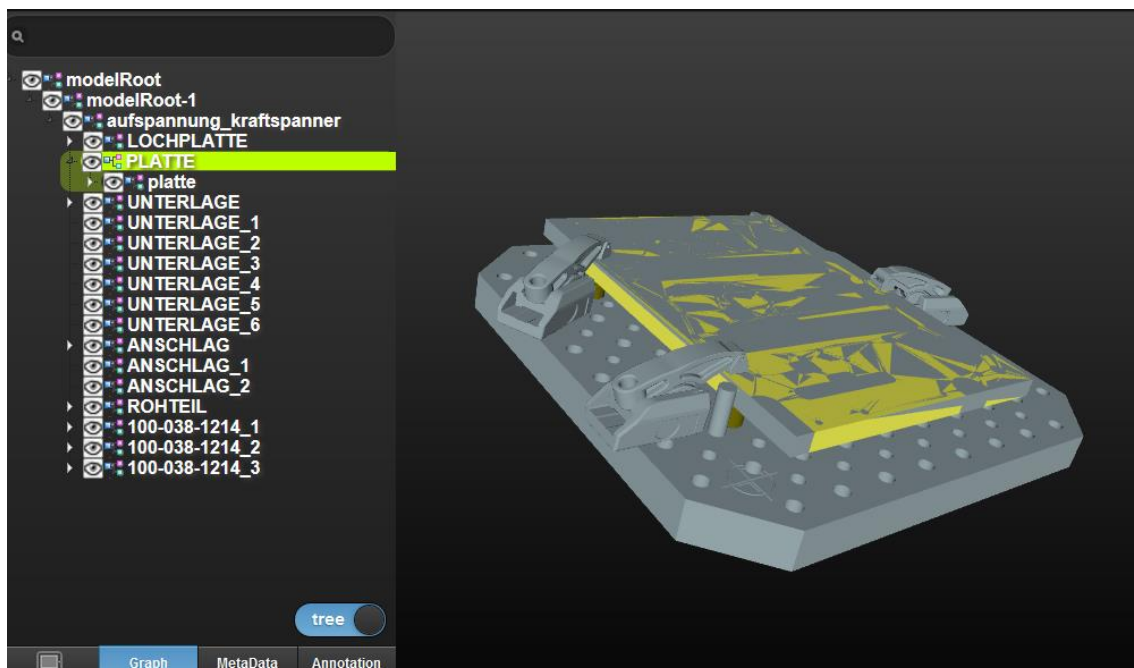 modelRoot
modelRoot-1
aufspannung_kraftspanner
LOCHPLATTE
PLATTE
platte
UNTERLAGE
UNTERLAGE_1
UNTERLAGE_2
UNTERLAGE_3
UNTERLAGE_4
UNTERLAGE_5
UNTERLAGE_6
ANSCHLAG
ANSCHLAG_1
ANSCHLAG_2
ROHTEIL
100-038-1214_1
100-038-1214_2
100-038-1214_3
tree
Graph MetaData Annotation